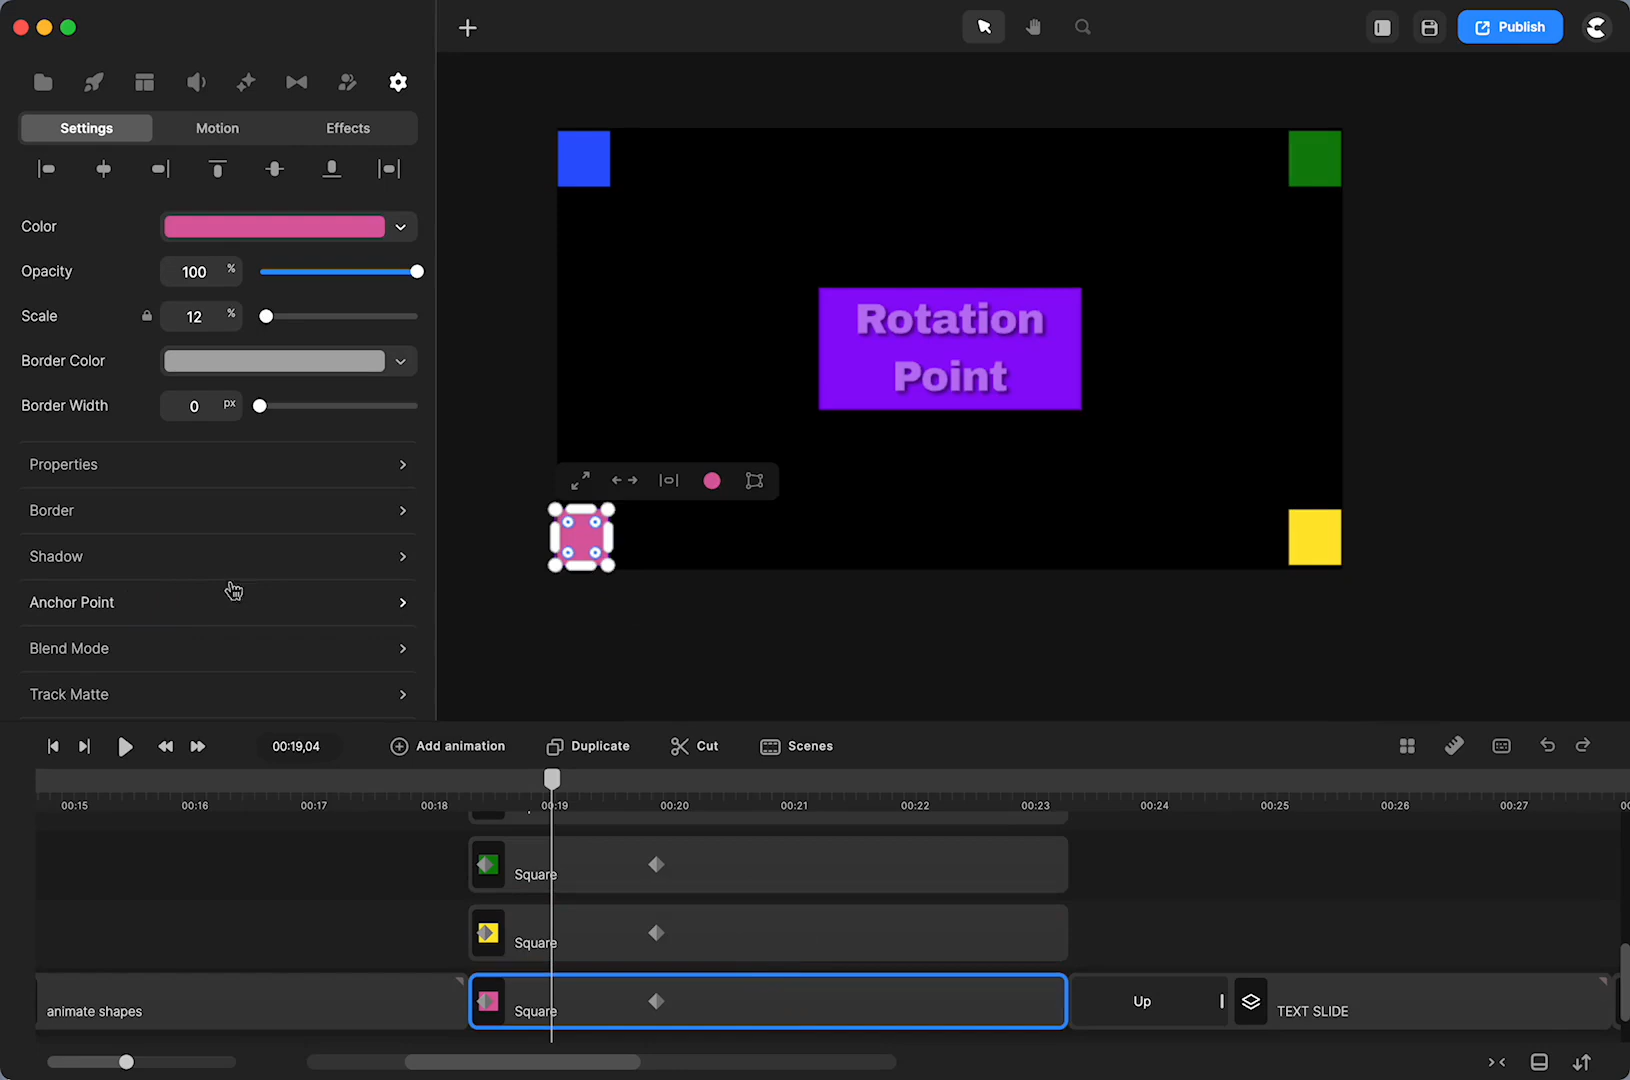 Publish
Settings
Motion
Effects
Color
Opacity
100 %
Scale
12 %
Border Color
Border Width
0 px
Properties
Border
Shadow
Anchor Point
Blend Mode
Track Matte
Rotation
Point
00:19,04
Add animation
Duplicate
Cut
Scenes
00:15
00:16
00:17
00:18
00:19
00:20
00:21
00:22
00:23
00:24
00:25
00:26
00:27
Square
Square
animate shapes
Square
Up
TEXT SLIDE